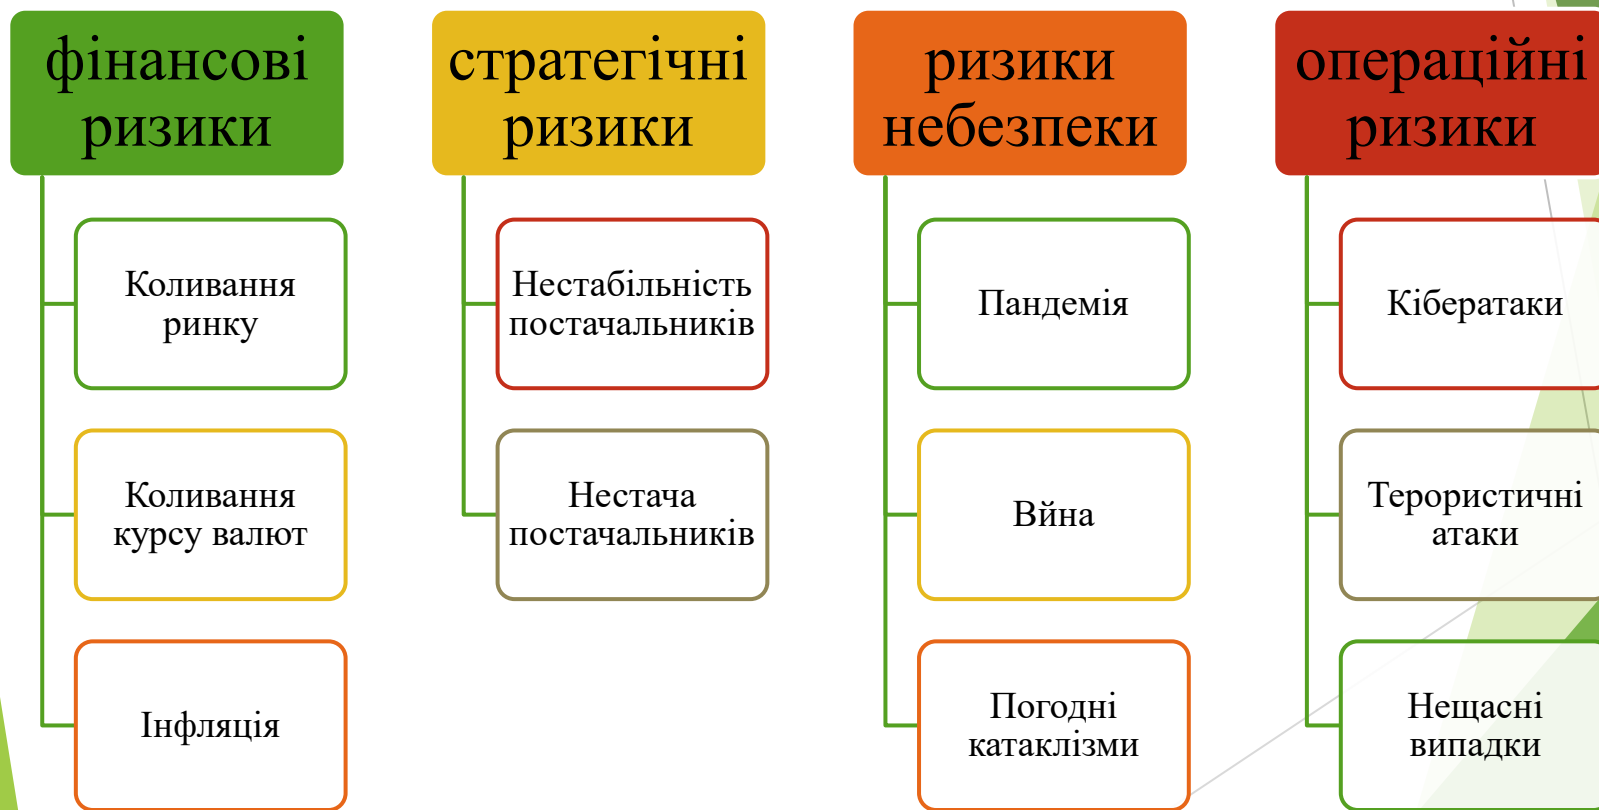 фінансові
ризики
Коливання
ринку
Коливання
курсу валют
Інфляція
стратегічні
ризики
Нестабільність
постачальників
Нестача
постачальників
ризики
небезпеки
Пандемія
Вйна
Погодні
катаклізми
операційні
ризики
Кібератаки
Терористичні
атаки
Нещасні
випадки